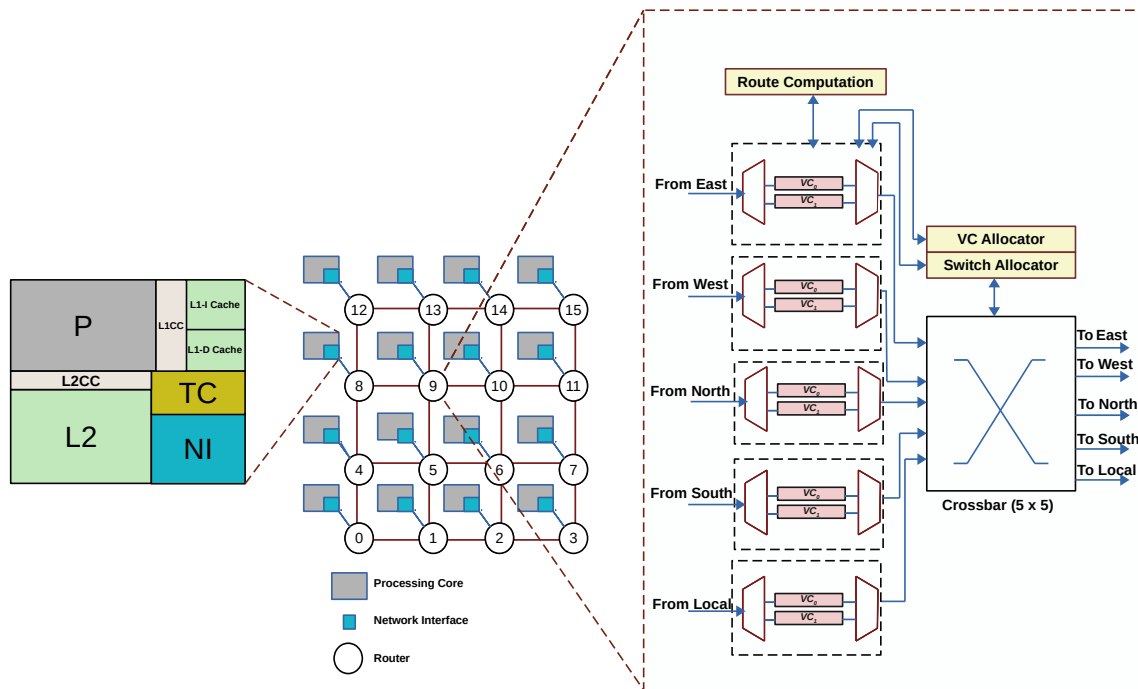 P
L1CC
L1-I Cache
L1-D Cache
L2CC
TC
L2
NI
12
13
14
15
8
9
10
11
4
5
6
7
0
1
2
3
Processing Core
Network Interface
Router
Route Computation
From East
VC0
VC1
From West
VC0
VC1
From North
VC0
VC1
From South
VC0
VC1
From Local
VC0
VC1
VC Allocator
Switch Allocator
To East
To West
To North
To South
To Local
Crossbar (5 x 5)